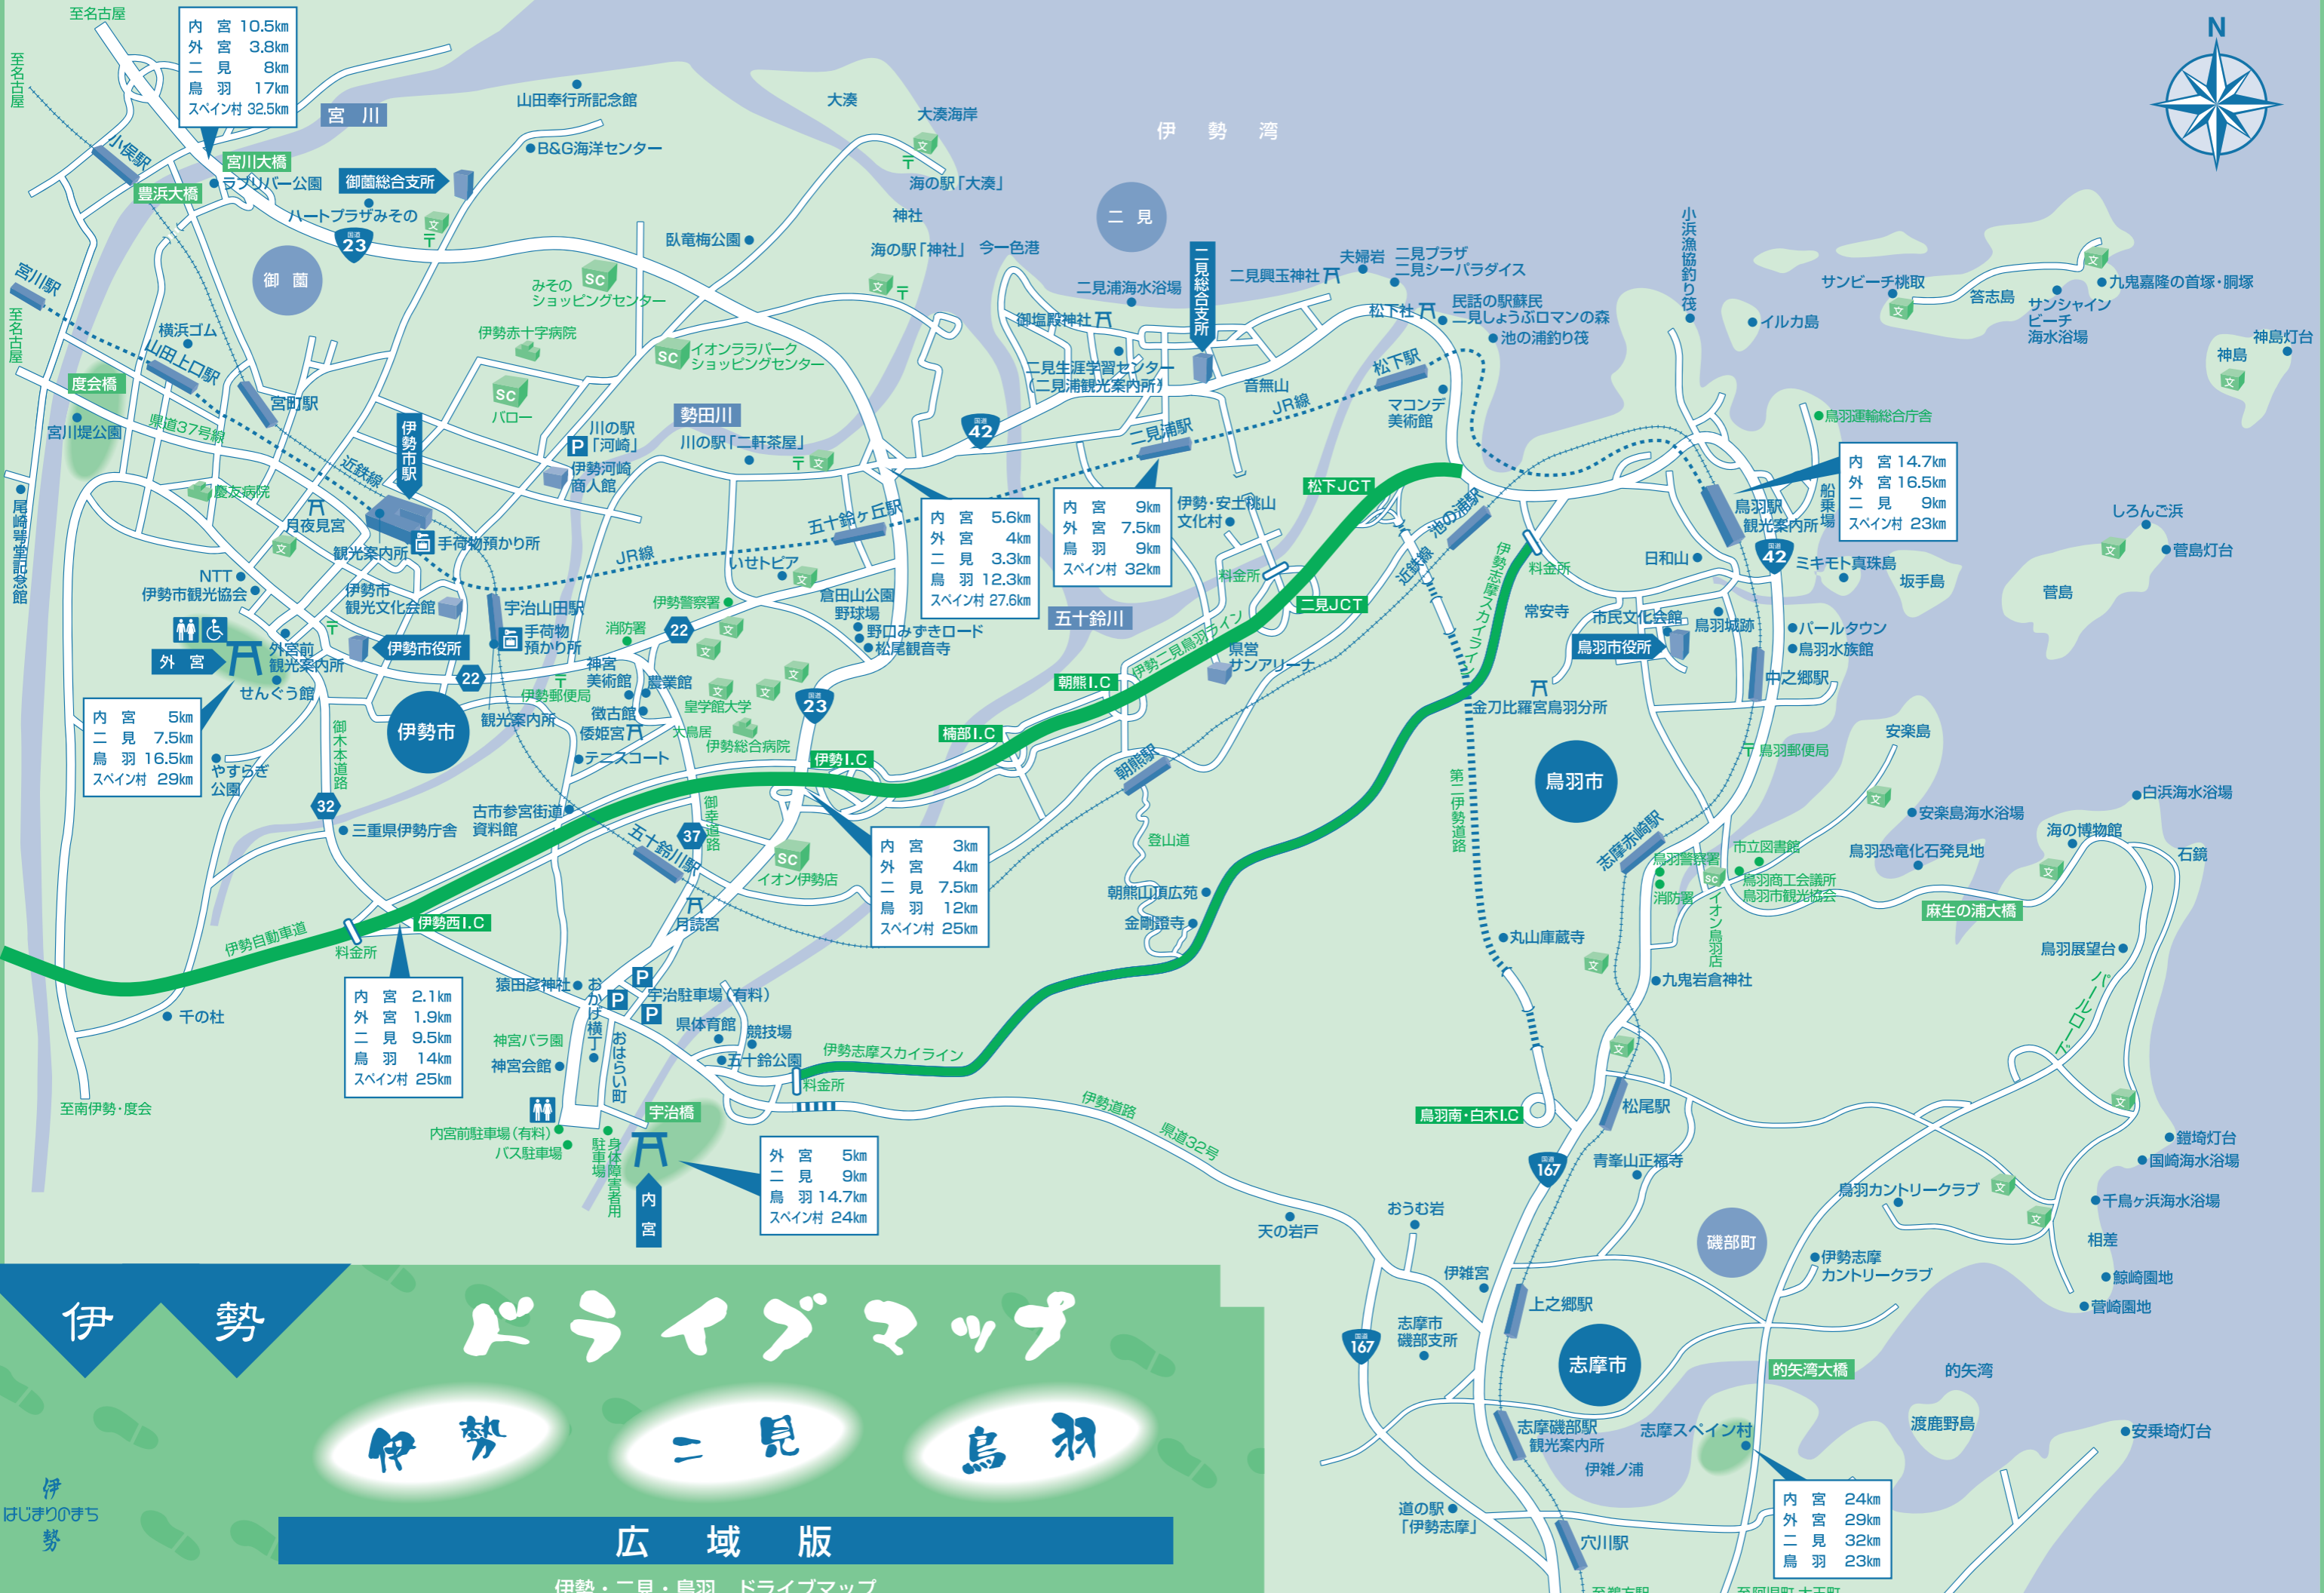 至名古屋
至名古屋
至名古屋
内宮 10.5km
外宮 3.8km
二見 8km
鳥羽 17km
スペイン村 32.5km
宮川
小俣駅
宮川大橋
豊浜大橋
ラブリバー公園
御薗総合支所
ハートプラザみその
国道
23
御薗
山田奉行所記念館
B&G海洋センター
大湊
大湊海岸
海の駅「大湊」
神社
海の駅「神社」
今一色港
伊勢湾
二見
N
宮川駅
横浜ゴム
山田上口駅
度会橋
宮川堤公園
県道37号線
宮町駅
近鉄線
伊勢市駅
臥竜梅公園
みその
ショッピングセンター
SC
伊勢赤十字病院
SC
イオンララパーク
ショッピングセンター
SC
バロー
勢田川
P
川の駅
「河崎」
川の駅「二軒茶屋」
伊勢河崎
商人館
国道
42
二見浦海水浴場
御塩殿神社
二見総合支所
二見興玉神社
夫婦岩
二見プラザ
二見シーパラダイス
松下社
民話の駅蘇民
二見しょうぶロマンの森
池の浦釣り筏
二見生涯学習センター
(二見浦観光案内所)
音無山
松下駅
マコンデ
美術館
JR線
二見浦駅
小浜漁協釣り筏
イルカ島
サンビーチ桃取
答志島
サンシャイン
ビーチ
海水浴場
九鬼嘉隆の首塚・胴塚
神島灯台
神島
鳥羽運輸総合庁舎
内宮 14.7km
外宮 16.5km
二見 9km
スペイン村 23km
船乗場
鳥羽駅
観光案内所
国道
42
ミキモト真珠島
坂手島
しろんご浜
菅島灯台
菅島
日和山
常安寺
市民文化会館
鳥羽城跡
鳥羽市役所
パールタウン
鳥羽水族館
中之郷駅
金刀比羅宮鳥羽分所
鳥羽市
鳥羽郵便局
安楽島
安楽島海水浴場
白浜海水浴場
海の博物館
石鏡
鳥羽恐竜化石発見地
麻生の浦大橋
鳥羽展望台
パールロード
志摩赤崎駅
鳥羽警察署
消防署
市立図書館
SC
鳥羽商工会議所
鳥羽市観光協会
イオン鳥羽店
九鬼岩倉神社
丸山庫蔵寺
第二伊勢道路
尾崎咢堂記念館
慶友病院
月夜見宮
観光案内所
手荷物預かり所
NTT
伊勢市観光協会
伊勢市
観光文化会館
宇治山田駅
手荷物
預かり所
外宮
外宮前
観光案内所
せんぐう館
伊勢市役所
22
伊勢郵便局
観光案内所
伊勢市
内宮 5km
二見 7.5km
鳥羽 16.5km
スペイン村 29km
やすらぎ
公園
御木本道路
32
三重県伊勢庁舎
古市参宮街道
資料館
テニスコート
JR線
五十鈴ヶ丘駅
いせトピア
伊勢警察署
消防署
22
倉田山公園
野球場
野口みずきロード
松尾観音寺
神宮
美術館
農業館
徴古館
倭姫宮
皇学館大学
大鳥居
伊勢総合病院
国道
23
内宮 5.6km
外宮 4km
二見 3.3km
鳥羽 12.3km
スペイン村 27.6km
内宮 9km
外宮 7.5km
鳥羽 9km
スペイン村 32km
伊勢・安土桃山
文化村
松下JCT
料金所
二見JCT
五十鈴川
伊勢二見鳥羽ライン
県営
サンアリーナ
朝熊I.C
楠部I.C
伊勢I.C
池の浦駅
近鉄線
伊勢志摩スカイライン
料金所
朝熊駅
登山道
朝熊山頂広苑
金剛證寺
37
御幸道路
五十鈴川駅
SC
イオン伊勢店
月読宮
内宮 3km
外宮 4km
二見 7.5km
鳥羽 12km
スペイン村 25km
伊勢西I.C
伊勢自動車道
料金所
千の杜
至南伊勢・度会
内宮 2.1km
外宮 1.9km
二見 9.5km
鳥羽 14km
スペイン村 25km
猿田彦神社
おかげ横丁
おはらい町
P
P
P
宇治駐車場(有料)
県体育館
競技場
五十鈴公園
神宮バラ園
神宮会館
伊勢志摩スカイライン
料金所
宇治橋
内宮前駐車場(有料)
バス駐車場
身体障害者用
駐車場
内宮
外宮 5km
二見 9km
鳥羽 14.7km
スペイン村 24km
伊勢道路
県道32号
天の岩戸
鳥羽南・白木I.C
松尾駅
国道
167
青峯山正福寺
おうむ岩
伊雑宮
上之郷駅
国道
167
志摩市
磯部支所
志摩市
磯部町
鳥羽カントリークラブ
伊勢志摩
カントリークラブ
鎧埼灯台
国崎海水浴場
千鳥ヶ浜海水浴場
相差
鯨崎園地
菅崎園地
的矢湾大橋
的矢湾
渡鹿野島
安乗埼灯台
志摩磯部駅
観光案内所
志摩スペイン村
伊雑ノ浦
道の駅
「伊勢志摩」
穴川駅
内宮 24km
外宮 29km
二見 32km
鳥羽 23km
至鵜方駅
至阿児町・大王町
伊勢
ドライブマップ
伊勢
二見
鳥羽
伊
はじまりのまち
勢
広域版
伊勢・二見・鳥羽 ドライブマップ